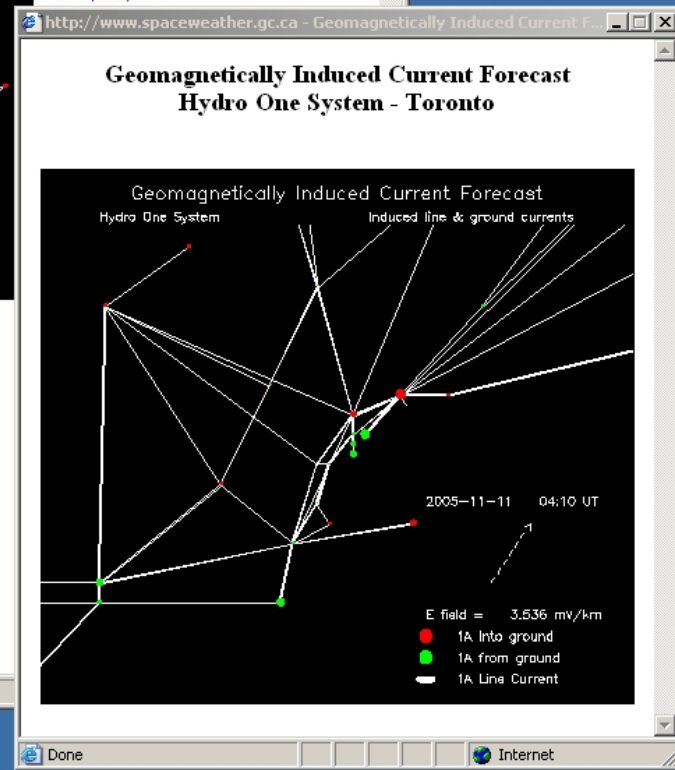 http://www.spaceweather.gc.ca - Geomagnetically Induced Current F...
Geomagnetically Induced Current Forecast
Hydro One System - Toronto
Geomagnetically Induced Current Forecast
Hydro One System Induced line & ground currents
2005-11-11 04:10 UT
E field = 3.536 mv/km
1A Into ground
1A from ground
1A Line Current
Done Internet